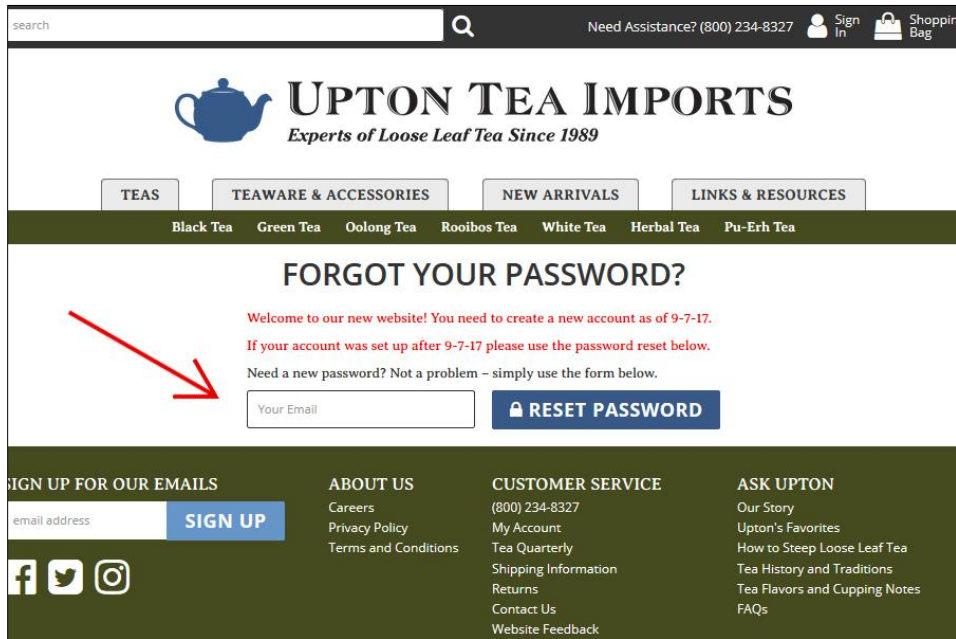 search
Need Assistance? (800) 234-8327
Sign In
Shoppin
Bag
UPTON TEA IMPORTS
Experts of Loose Leaf Tea Since 1989
TEAS
TEAWARE & ACCESSORIES
NEW ARRIVALS
LINKS & RESOURCES
Black Tea Green Tea Oolong Tea Rooibos Tea White Tea Herbal Tea Pu-Erh Tea
FORGOT YOUR PASSWORD?
Welcome to our new website! You need to create a new account as of 9-7-17.
If your account was set up after 9-7-17 please use the password reset below.
Need a new password? Not a problem – simply use the form below.
Your Email
RESET PASSWORD
SIGN UP FOR OUR EMAILS
email address
SIGN UP
ABOUT US
Careers
Privacy Policy
Terms and Conditions
CUSTOMER SERVICE
(800) 234-8327
My Account
Tea Quarterly
Shipping Information
Returns
Contact Us
Website Feedback
ASK UPTON
Our Story
Upton's Favorites
How to Steep Loose Leaf Tea
Tea History and Traditions
Tea Flavors and Cupping Notes
FAQs